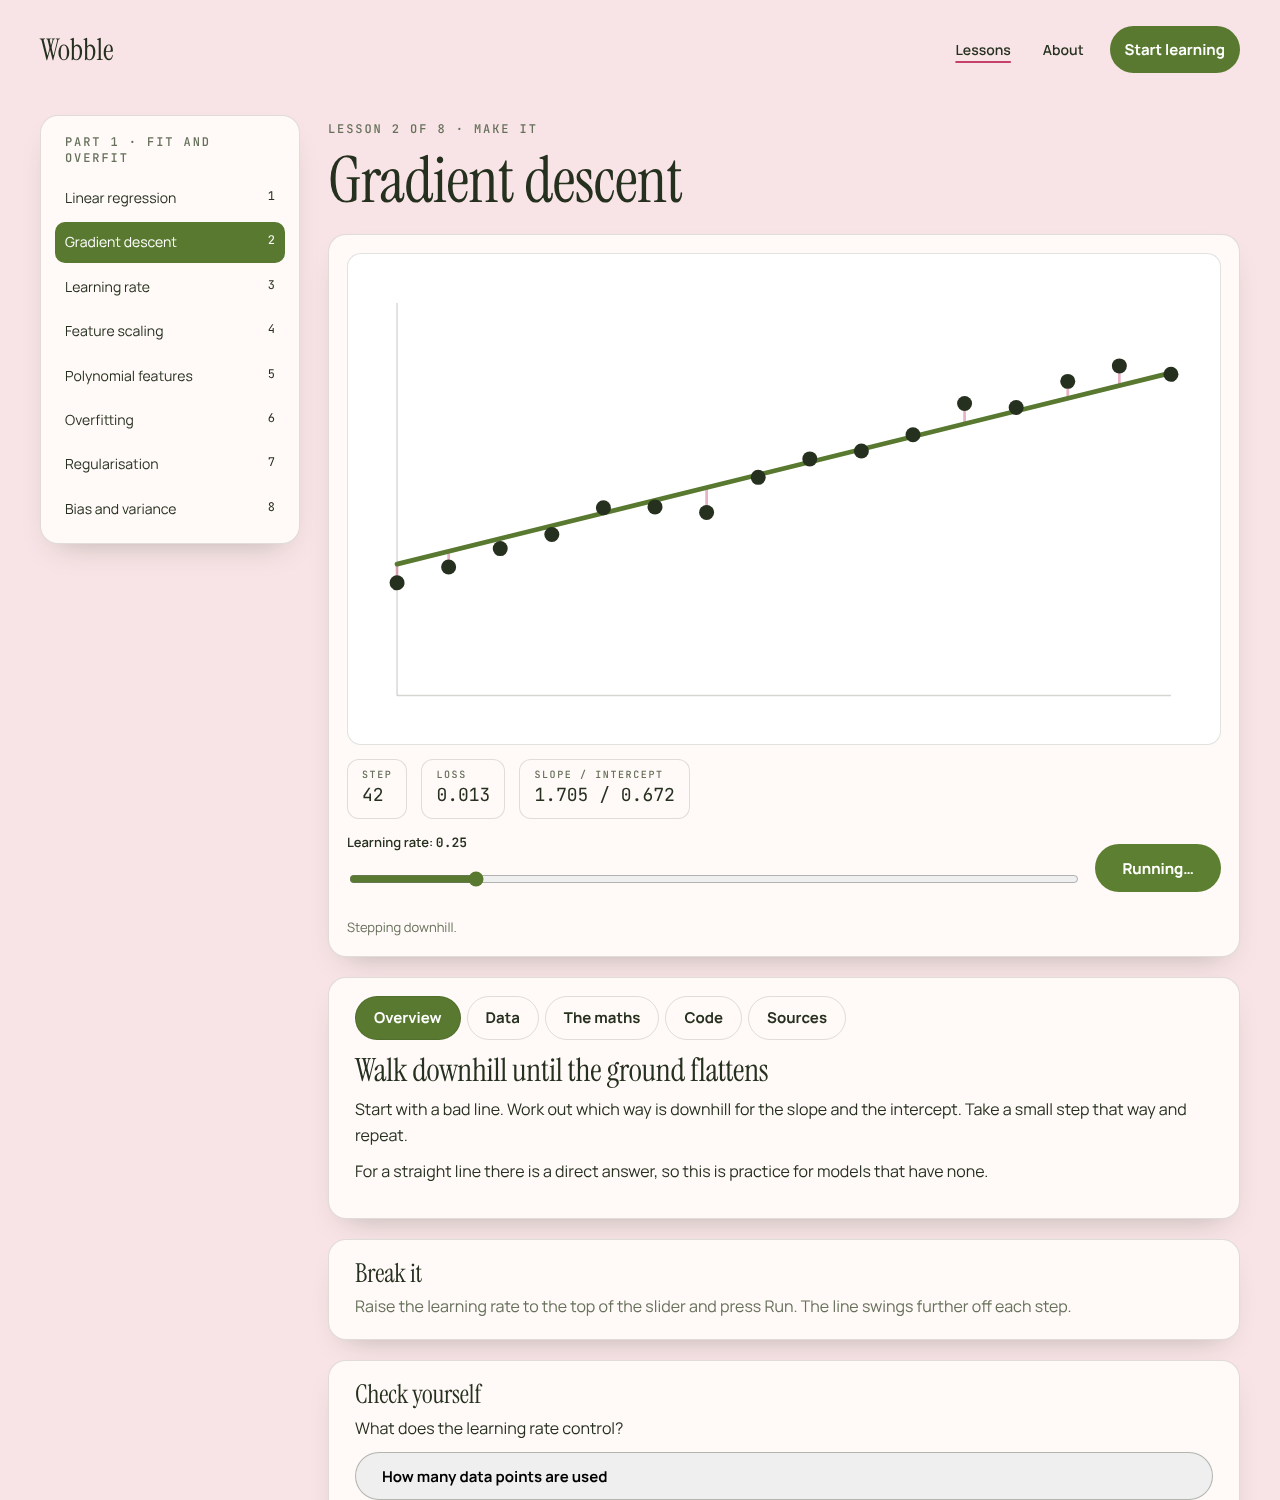 Wobble
Lessons
About
Start learning
PART 1 · FIT AND
OVERFIT
Linear regression 1
Gradient descent 2
Learning rate 3
Feature scaling 4
Polynomial features 5
Overfitting 6
Regularisation 7
Bias and variance 8
LESSON 2 OF 8 · MAKE IT
Gradient descent
STEP
42
LOSS
0.013
SLOPE / INTERCEPT
1.705 / 0.672
Learning rate: 0.25
Running…
Stepping downhill.
Overview
Data
The maths
Code
Sources
Walk downhill until the ground flattens
Start with a bad line. Work out which way is downhill for the slope and the intercept. Take a small step that way and
repeat.
For a straight line there is a direct answer, so this is practice for models that have none.
Break it
Raise the learning rate to the top of the slider and press Run. The line swings further off each step.
Check yourself
What does the learning rate control?
How many data points are used